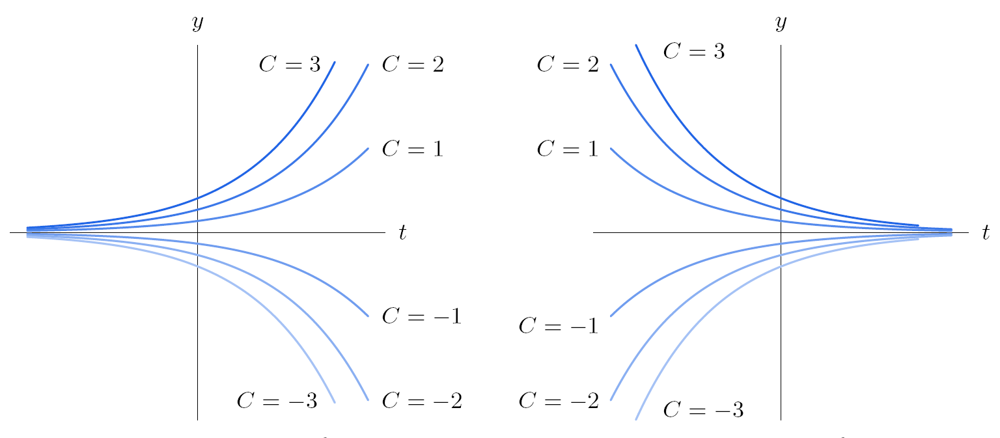 y
C = 3
C = 2
C = 1
t
C = −1
C = −3
C = −2
y
C = 3
C = 2
C = 1
t
C = −1
C = −2
C = −3